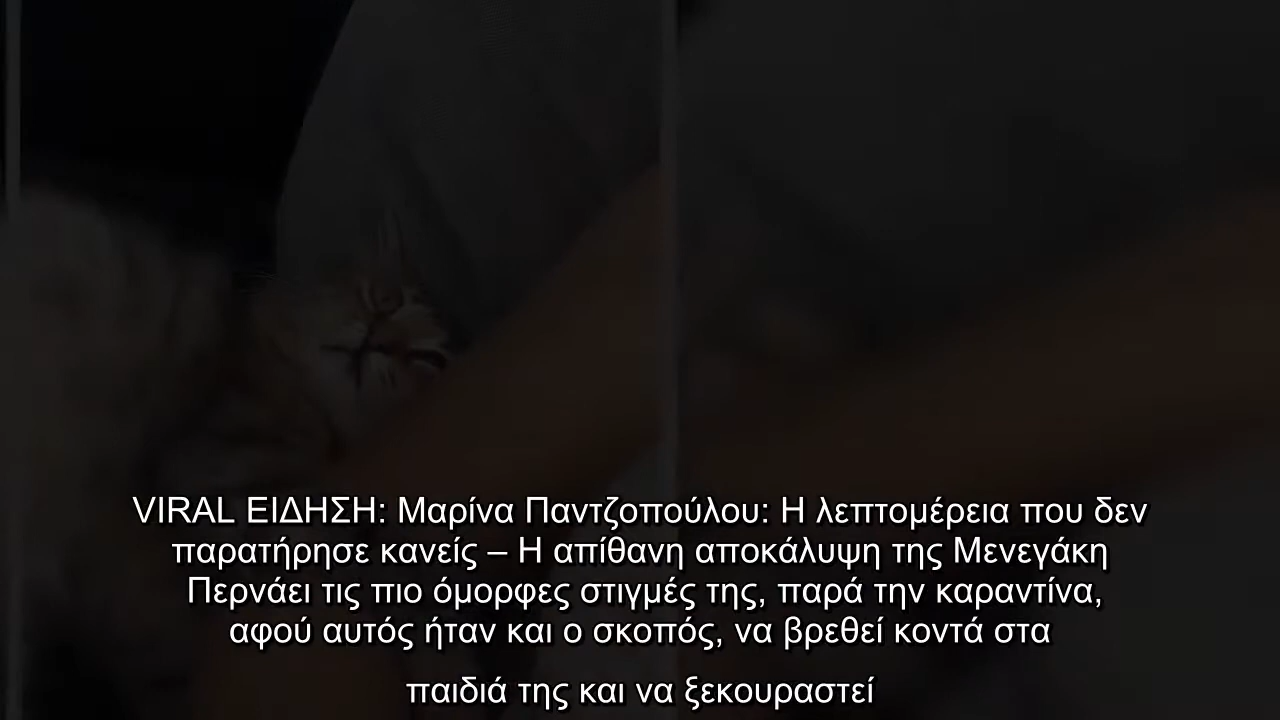 VIRAL ΕΙΔΗΣΗ: Μαρίνα Παντζοπούλου: Η λεπτομέρεια που δεν
παρατήρησε κανείς – Η απίθανη αποκάλυψη της Μενεγάκη
Περνάει τις πιο όμορφες στιγμές της, παρά την καραντίνα,
αφού αυτός ήταν και ο σκοπός, να βρεθεί κοντά στα
παιδιά της και να ξεκουραστεί